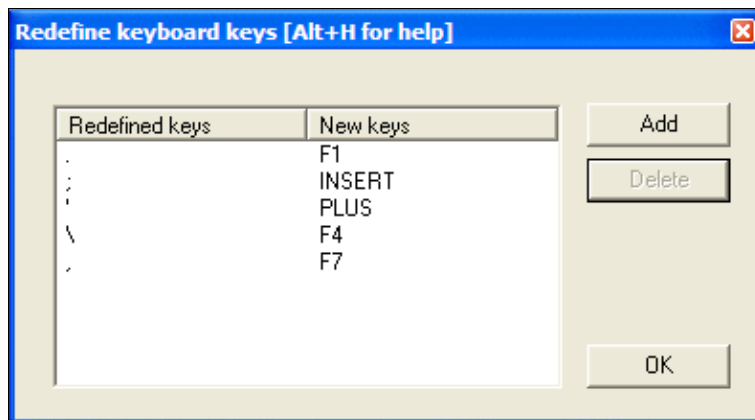 Redefine keyboard keys [Alt+H for help]
Redefined keys New keys
. F1
; INSERT
' PLUS
\ F4
, F7
Add
Delete
OK